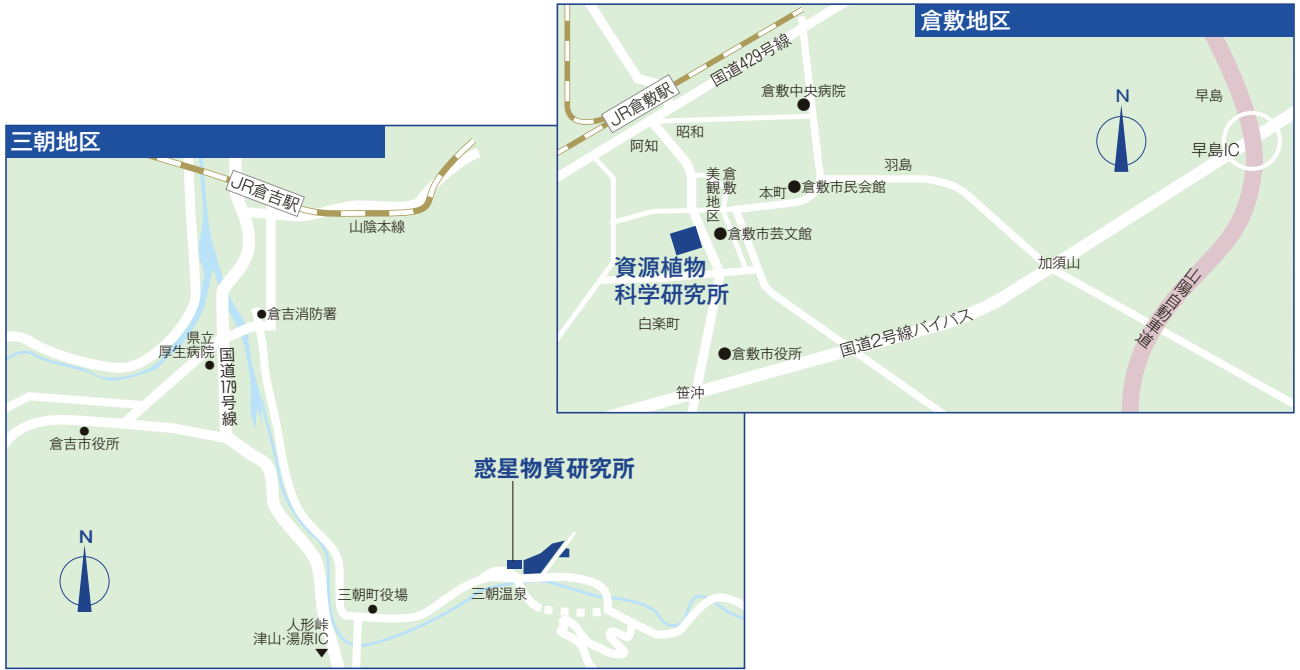 倉敷地区
国道429号線
JR倉敷駅
倉敷中央病院
昭和
阿知
N
早島
早島IC
羽島
倉敷
美観地区
本町
倉敷市民会館
倉敷市芸文館
資源植物
科学研究所
加須山
山陽自動車道
白楽町
国道2号線バイパス
倉敷市役所
笹沖
三朝地区
JR倉吉駅
山陰本線
倉吉消防署
県立
厚生病院
国道179号線
倉吉市役所
惑星物質研究所
N
三朝町役場
三朝温泉
人形峠
津山・湯原IC